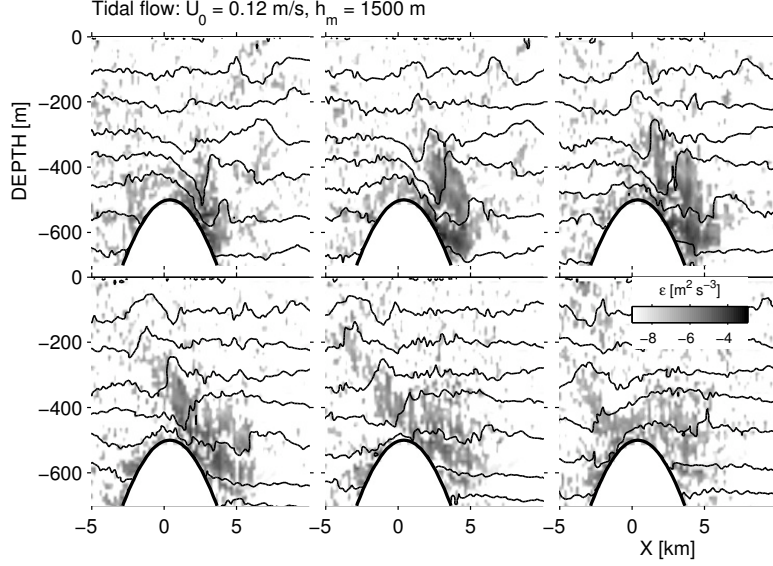 Tidal flow: U₀ = 0.12 m/s, hₘ = 1500 m
DEPTH [m]
0
−200
−400
−600
0
−200
−400
−600
ε [m² s⁻³]
−8 −6 −4
−5 0 5
−5 0 5
−5 0 5
X [km]